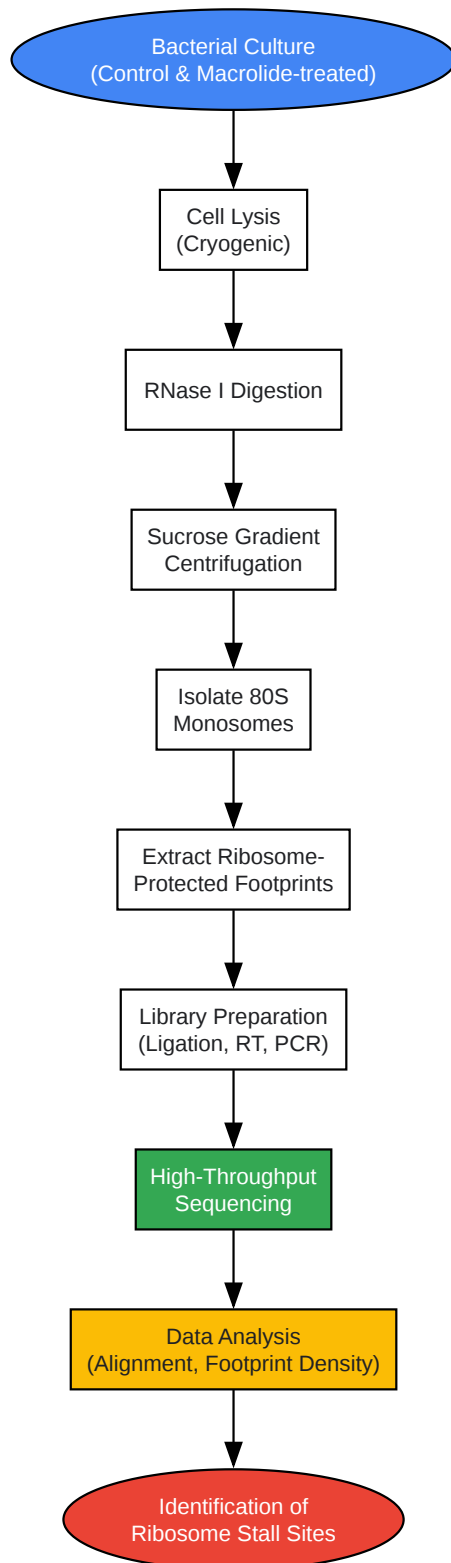 Bacterial Culture
(Control & Macrolide-treated)
Cell Lysis
(Cryogenic)
RNase I Digestion
Sucrose Gradient
Centrifugation
Isolate 80S
Monosomes
Extract Ribosome-
Protected Footprints
Library Preparation
(Ligation, RT, PCR)
High-Throughput
Sequencing
Data Analysis
(Alignment, Footprint Density)
Identification of
Ribosome Stall Sites